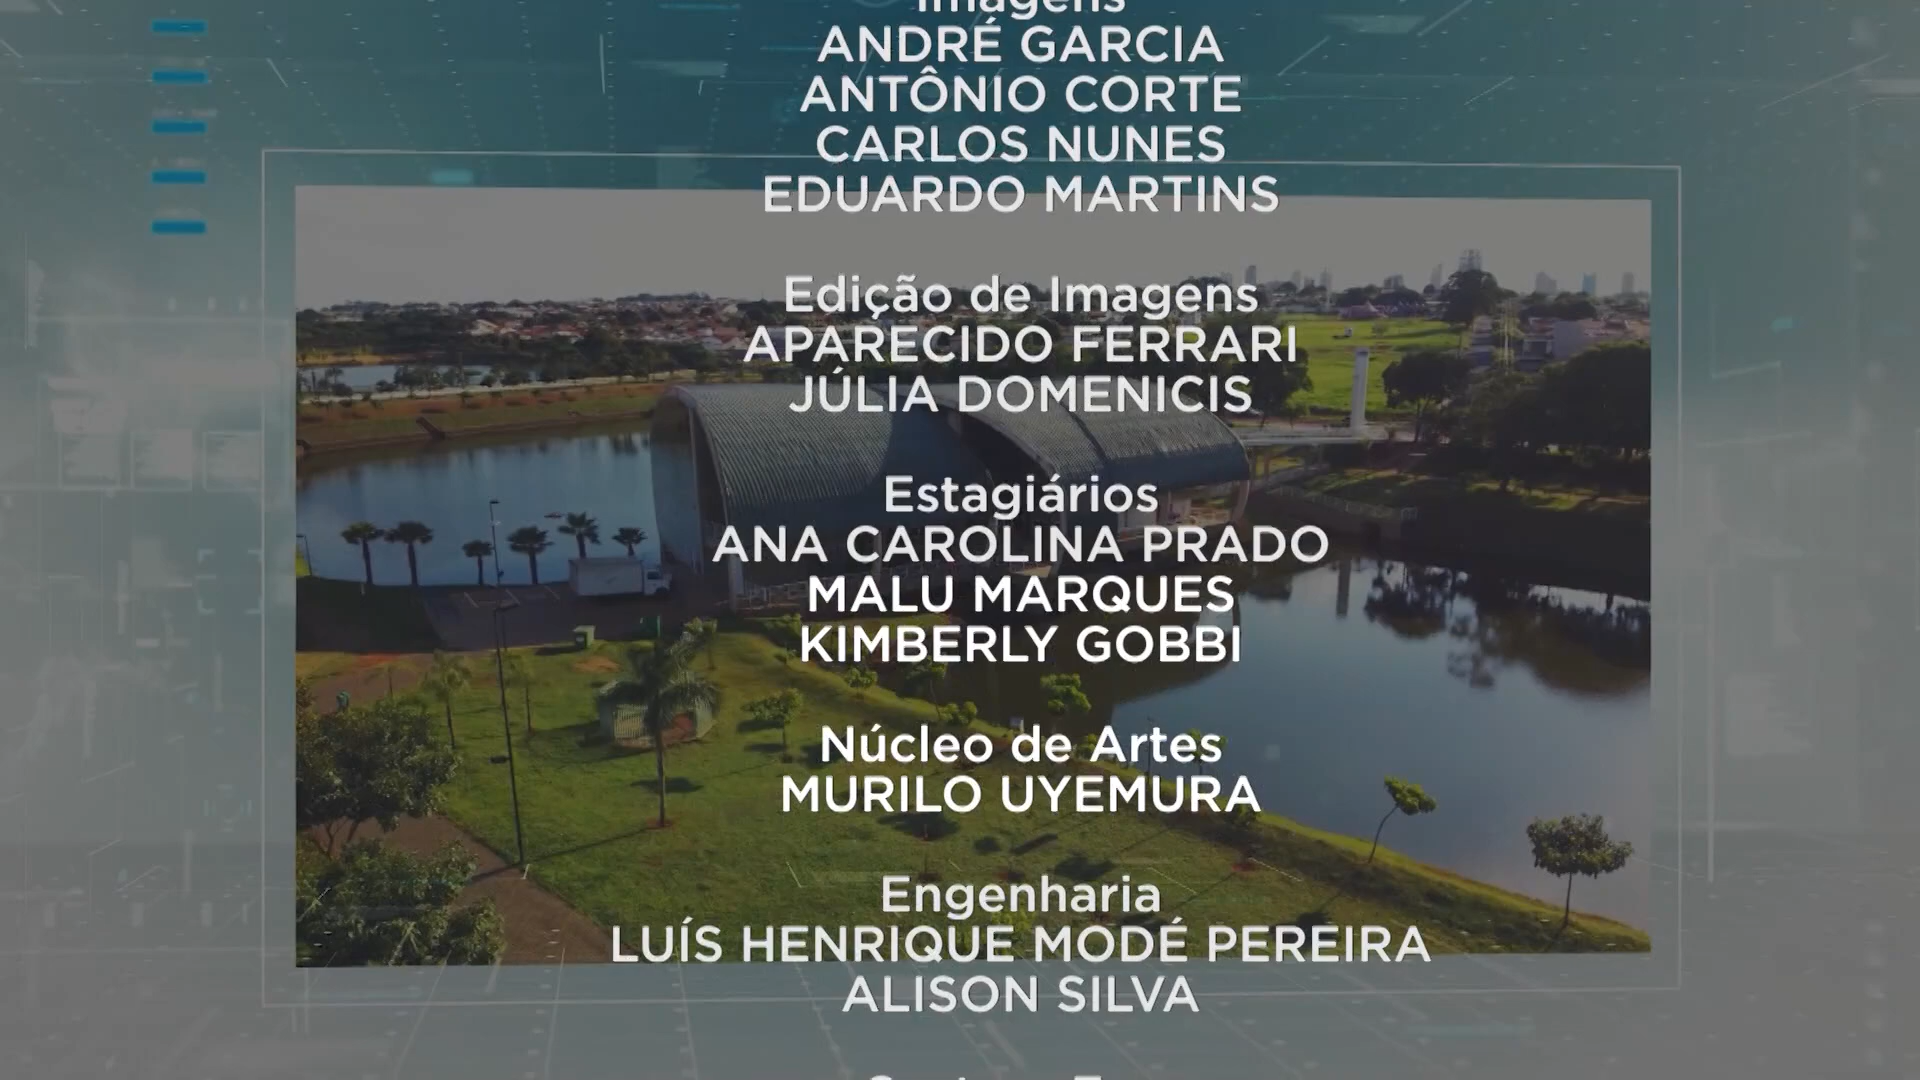 Imagens
ANDRÉ GARCIA
ANTÔNIO CORTE
CARLOS NUNES
EDUARDO MARTINS
Edição de Imagens
APARECIDO FERRARI
JÚLIA DOMENICIS
Estagiários
ANA CAROLINA PRADO
MALU MARQUES
KIMBERLY GOBBI
Núcleo de Artes
MURILO UYEMURA
Engenharia
LUÍS HENRIQUE MODÉ PEREIRA
ALISON SILVA